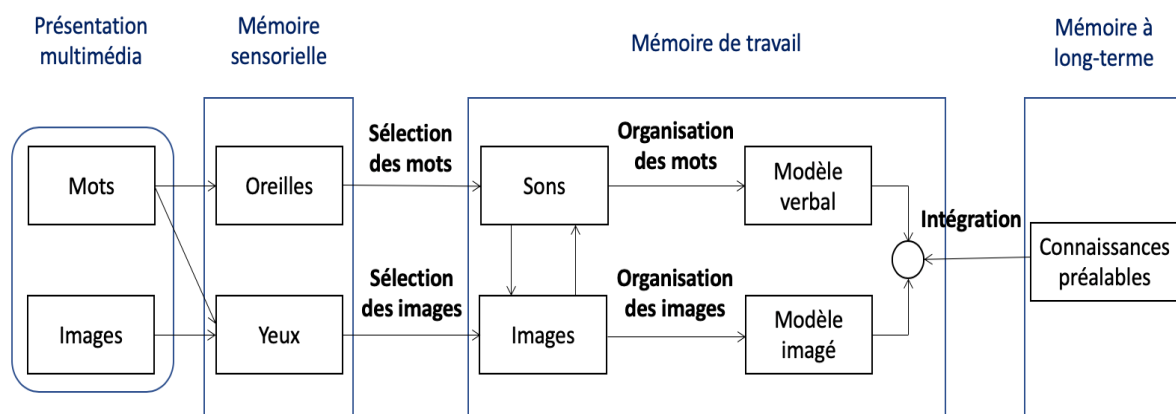 Présentation
multimédia
Mémoire
sensorielle
Mémoire de travail
Mémoire à
long-terme
Mots
Oreilles
Sélection
des mots
Sons
Organisation
des mots
Modèle
verbal
Intégration
Connaissances
préalables
Images
Yeux
Sélection
des images
Images
Organisation
des images
Modèle
imagé